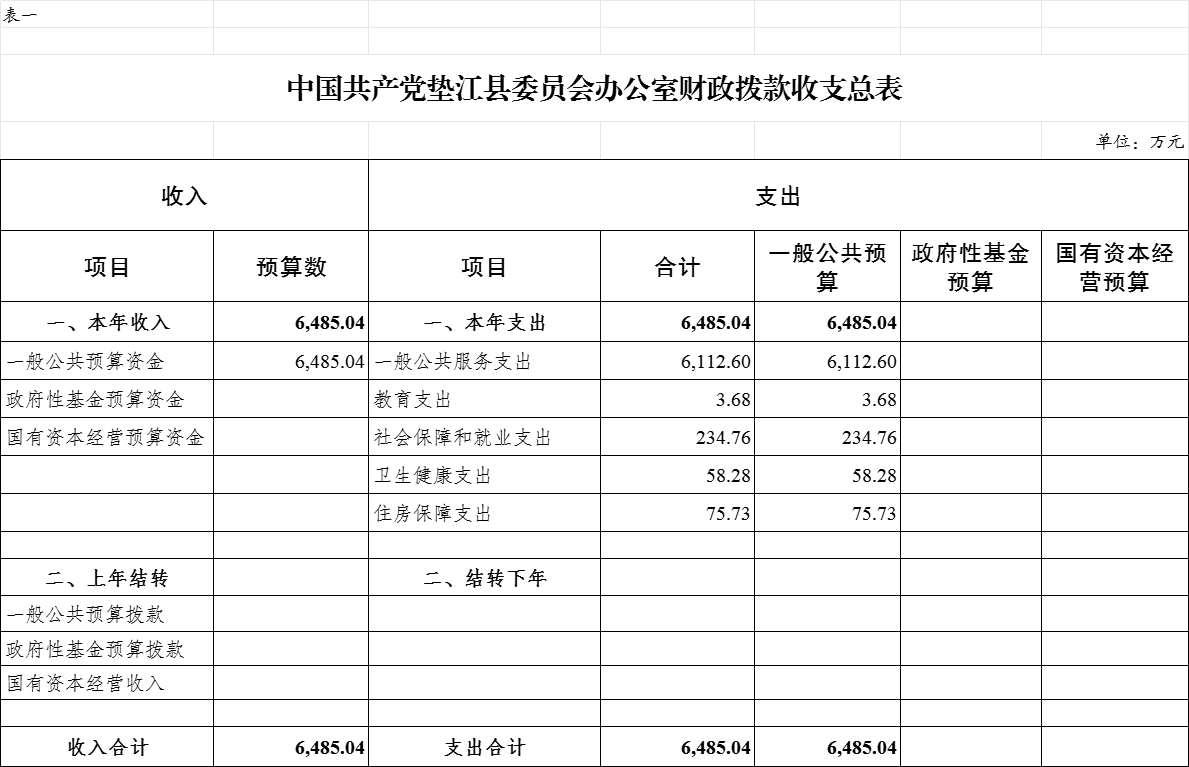 表一
中国共产党垫江县委员会办公室财政拨款收支总表
单位：万元
收入 支出
项目 预算数 项目 合计 一般公共预算 政府性基金预算 国有资本经营预算
一、本年收入 6,485.04 一、本年支出 6,485.04 6,485.04
一般公共预算资金 6,485.04 一般公共服务支出 6,112.60 6,112.60
政府性基金预算资金 教育支出 3.68 3.68
国有资本经营预算资金 社会保障和就业支出 234.76 234.76
卫生健康支出 58.28 58.28
住房保障支出 75.73 75.73
二、上年结转 二、结转下年
一般公共预算拨款
政府性基金预算拨款
国有资本经营收入
收入合计 6,485.04 支出合计 6,485.04 6,485.04